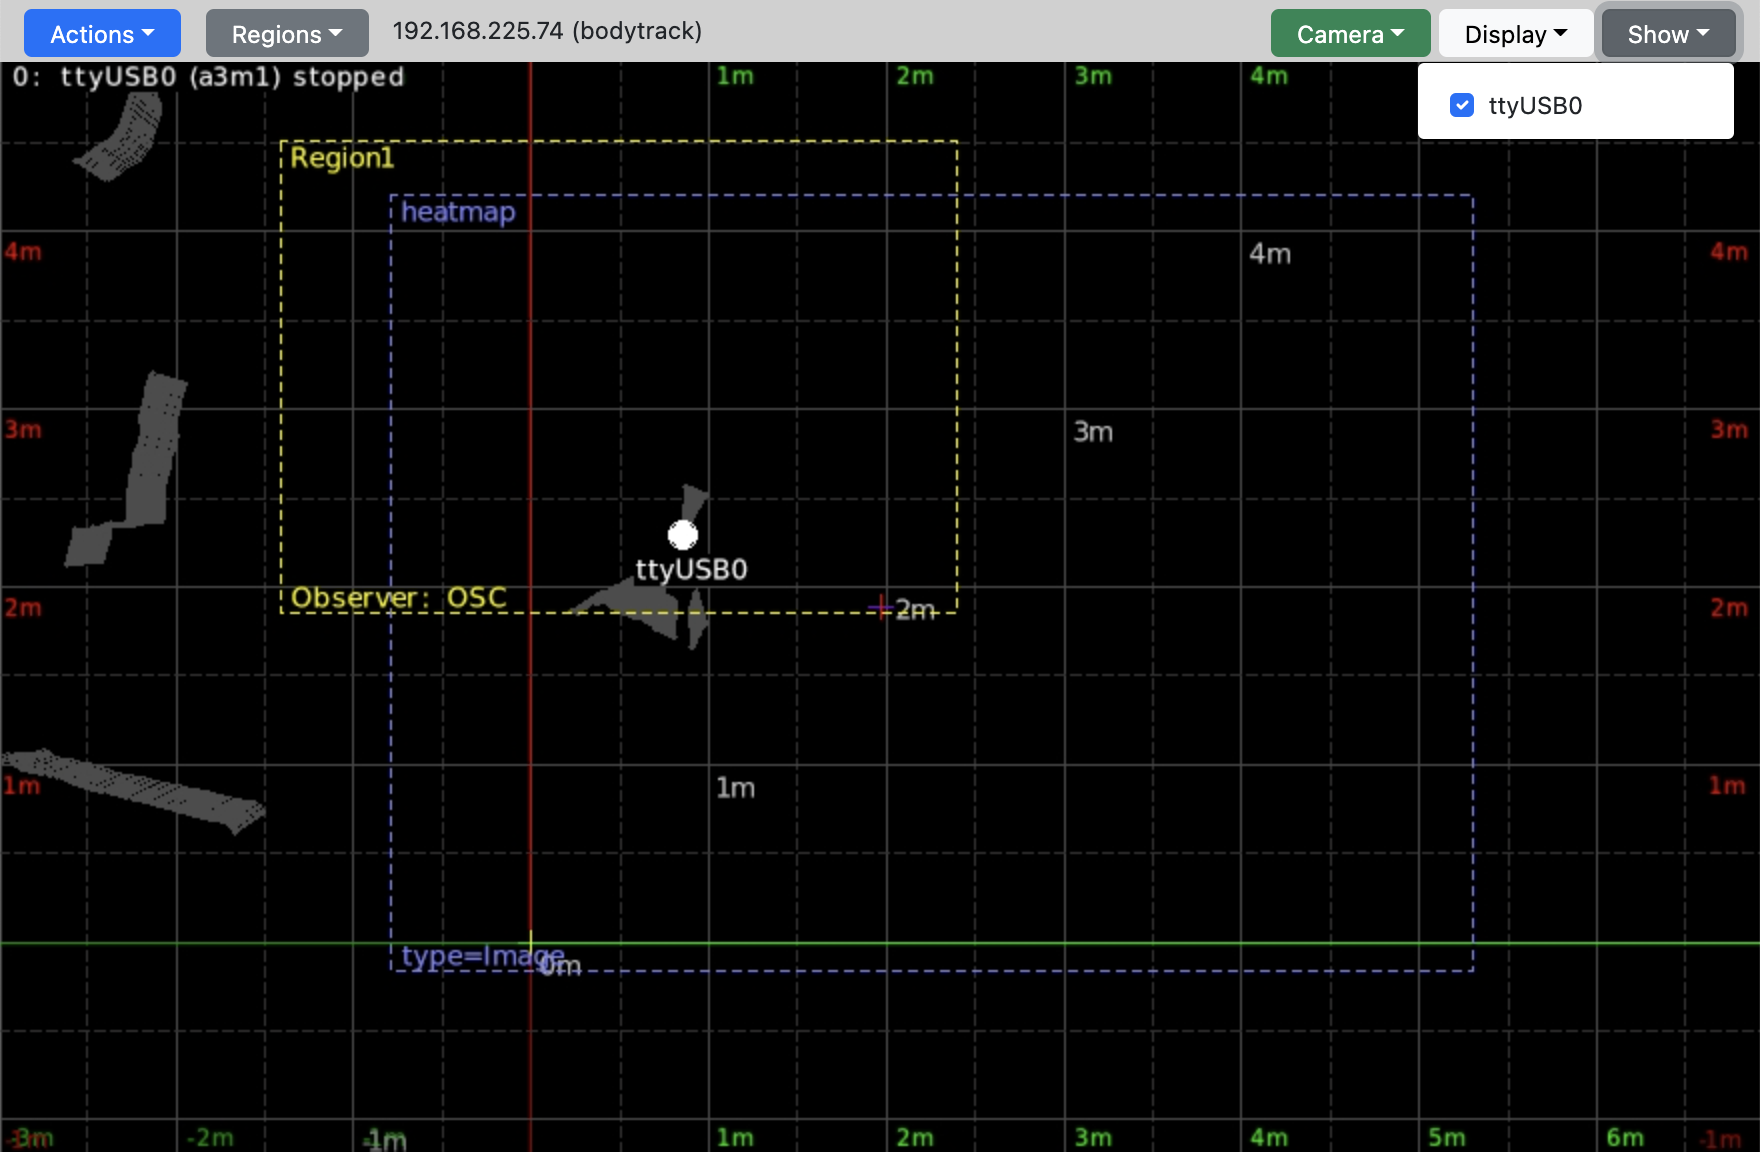 Actions Regions 192.168.225.74 (bodytrack) Camera Display Show
0: ttyUSB0 (a3m1) stopped 1m 2m 3m 4m
ttyUSB0
Region1
heatmap
4m 4m 4m
3m 3m 3m
ttyUSB0
Observer: OSC
2m 2m 2m
1m 1m 1m
type=Image
0m
-3m -2m -1m 1m 2m 3m 4m 5m 6m -1m